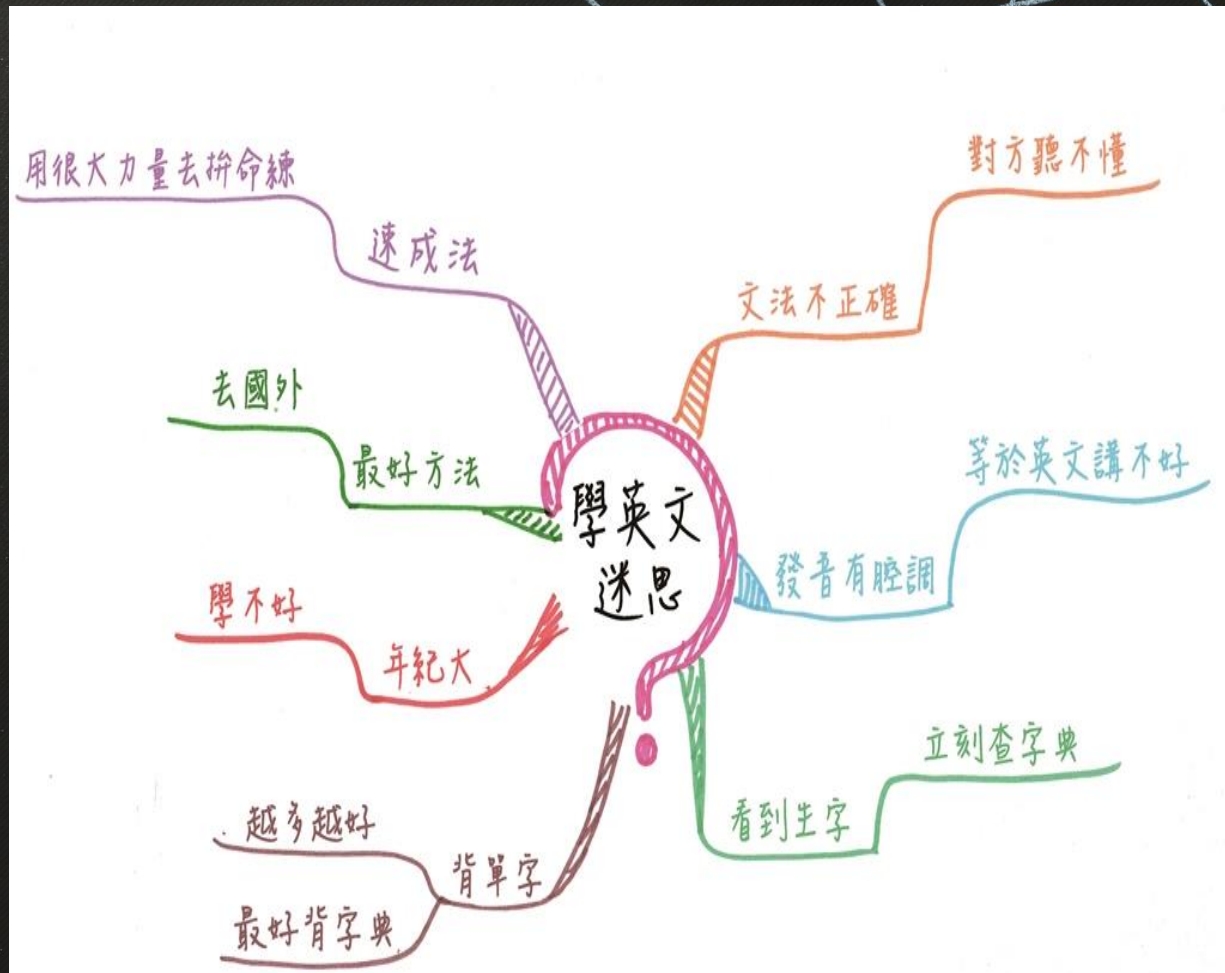 學英文
迷思
文法不正確
對方聽不懂
發音有腔調
等於英文講不好
看到生字
立刻查字典
背單字
越多越好
最好背字典
年紀大
學不好
最好方法
去國外
速成法
用很大力量去拚命練